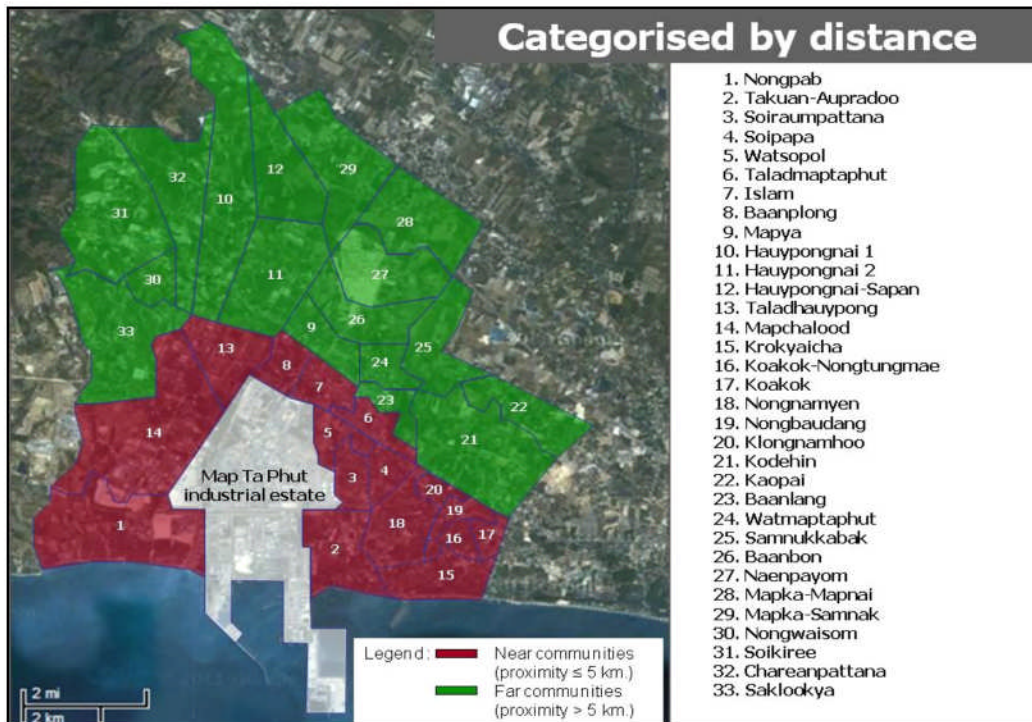 Categorised by distance
1. Nongpab
2. Takuan-Aupradoo
3. Soiraumpattana
4. Soipapa
5. Watsopol
6. Taladmaptaphut
7. Islam
8. Baanplong
9. Mapya
10. Hauypongnai 1
11. Hauypongnai 2
12. Hauypongnai-Sapan
13. Taladhauypong
14. Mapchalood
15. Krokyaicha
16. Koakok-Nongtungmae
17. Koakok
18. Nongnamyen
19. Nongbaudang
20. Klongnamhoo
21. Kodehin
22. Kaopai
23. Baanlang
24. Watmaptaphut
25. Samnukkabak
26. Baanbon
27. Naenpayom
28. Mapka-Mapnai
29. Mapka-Samnak
30. Nongwaisom
31. Soikiree
32. Chareanpattana
33. Saklookya
29
12
32
10
31
28
27
11
30
26
9
33
25
13
24
8
7
23
22
6
14
5
21
Map Ta Phut
industrial estate
3
4
20
19
18
17
1
16
2
15
Legend :
Near communities
(proximity ≤ 5 km.)
Far communities
(proximity > 5 km.)
2 mi
2 km